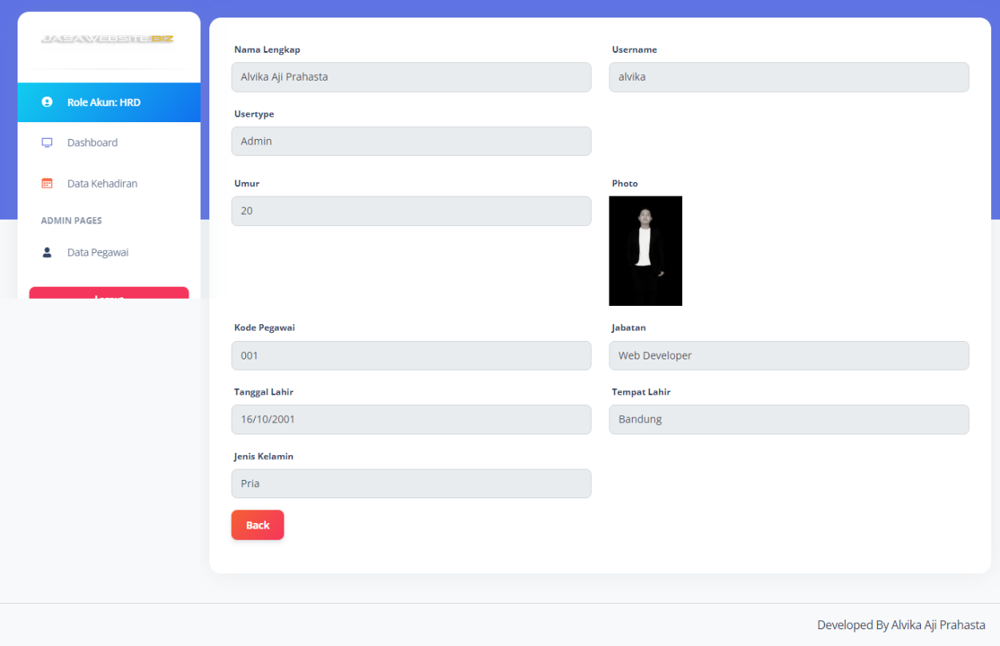 JASAWEBSITE.BIZ
Role Akun: HRD
Dashboard
Data Kehadiran
ADMIN PAGES
Data Pegawai
Logout
Nama Lengkap
Alvika Aji Prahasta
Username
alvika
Usertype
Admin
Umur
20
Photo
Kode Pegawai
001
Jabatan
Web Developer
Tanggal Lahir
16/10/2001
Tempat Lahir
Bandung
Jenis Kelamin
Pria
Back
Developed By Alvika Aji Prahasta